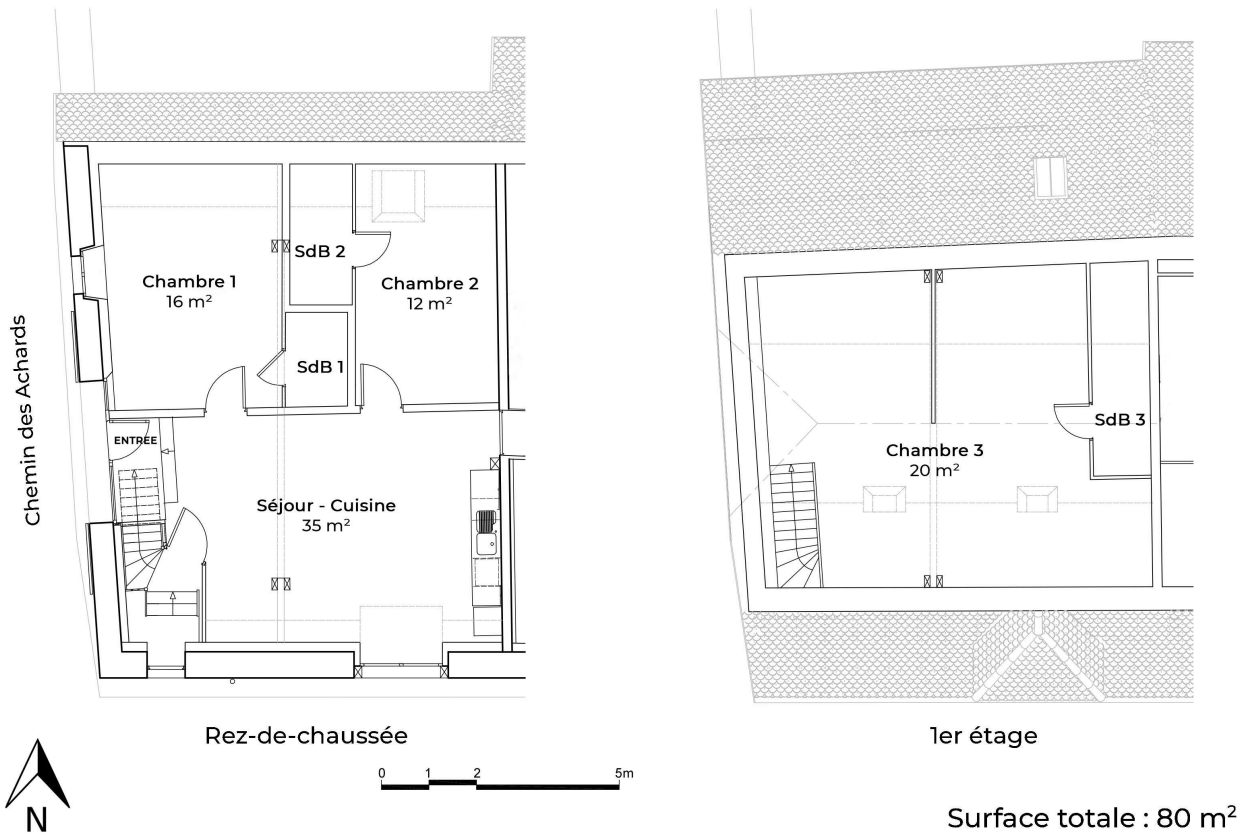 Chemin des Achards
Chambre 1
16 m²
SdB 2
Chambre 2
12 m²
SdB 1
ENTRÉE
Séjour - Cuisine
35 m²
Rez-de-chaussée
SdB 3
Chambre 3
20 m²
1er étage
N
0 1 2 5m
Surface totale : 80 m²